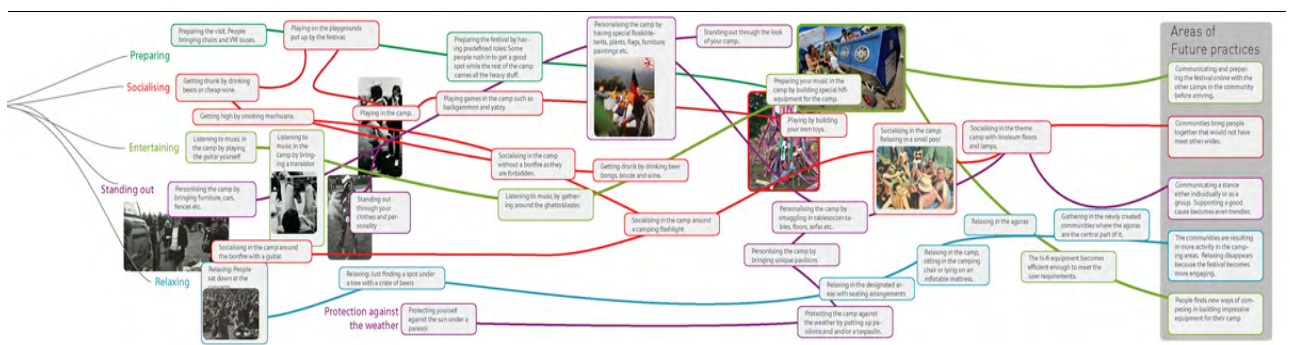 Preparing
Socialising
Entertaining
Standing out
Relaxing
Protection against
the weather
Preparing the visit. People
bringing chairs and VW buses.
Playing on the playgrounds
put up by the festival.
Getting drunk by drinking
beers or cheap wine
Getting high by smoking marihuana.
Listening to music in
the camp by playing
the guitar yourself
Listening to
music in the
camp by bring-
ing a transistor
Personlising the camp by
bringing furniture, cars,
fences etc.
Socialising in the camp around
the bonfire with a guitar.
Relaxing: People
sat down at the
Playing in the camp.
Standing out
through your
clothes and per-
sonality
Relaxing: Just finding a spot under
a tree with a crate of beers
Protecting yourself
against the sun under a
parasol
Preparing the festival by hav-
ing predefined roles: Some
people rush in to get a good
spot while the rest of the camp
carries all the heavy stuff.
Playing games in the camp such as
backgammon and yatzy.
Socialising in the camp
without a bonfire as they
are forbidden.
Listening to music by gather-
ing around the ghettoblaster.
Personalising the camp by
having special Roskilde-
tents, plants, flags, furniture
paintings etc.
Getting drunk by drinking beer
bongs, booze and wine.
Socialising in the camp around
a camping flashlight
Standing out through the look
of your camp.
Preparing your music in the
camp by building special hifi-
equipment for the camp.
Playing by building
your own toys.
Personalising the camp by
smuggling in tablesoccer-ta-
bles, floors, sofas etc.
Personlising the camp by
bringing unique pavilions
Relaxing in the designated ar-
eas with seating arrangements
Protecting the camp against
the weather by putting up pa-
vilions and and/or a tarpsulin.
Socialising in the camp:
Relaxing in a small pool
Relaxing in the camp,
sitting in the camping
chair or lying on an
inflatable mattress.
Socialising in the theme
camp with linoleum floors
and lamps.
Relaxing in the agoras
Gathering in the newly created
communities where the agoras
are the central part of it.
The hi-fi equipment becomes
efficient enough to meet the
user requirements.
Areas of
Future practices
Communicating and prepar-
ing the festival online with the
other camps in the community
before arriving.
Communities bring people
together that would not have
meet other wides.
Communicating a stance
either individually or as a
group. Supporting a good
cause becomes even trendier.
The communities are resulting
in more activity in the camp-
ing areas. Relaxing disappears
because the festival becomes
more engaging.
People finds new ways of com-
peting in building impressive
equipment for their camp